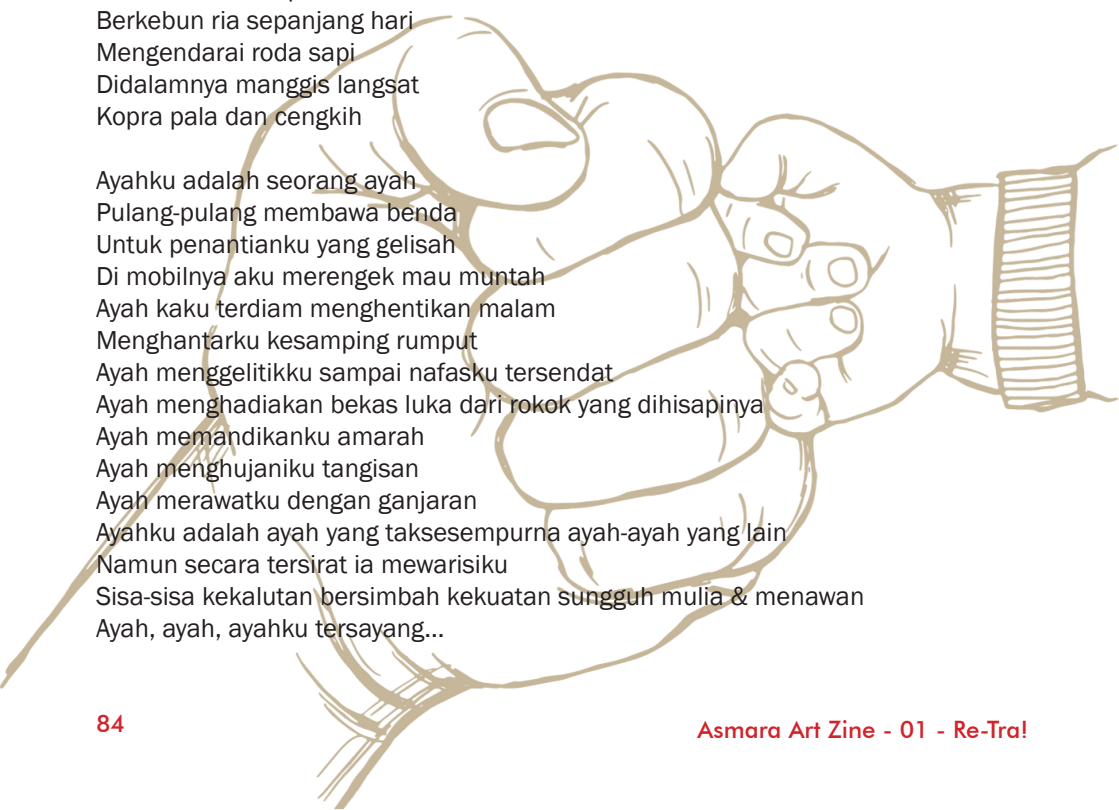 Berkebun ria sepanjang hari
Mengendarai roda sapi
Didalamnya manggis langsat
Kopra pala dan cengkih
Ayahku adalah seorang ayah
Pulang-pulang membawa benda
Untuk penantianku yang gelisah
Di mobilnya aku merengek mau muntah
Ayah kaku terdiam menghentikan malam
Menghantarku kesamping rumput
Ayah menggelitikku sampai nafasku tersendat
Ayah menghadiakan bekas luka dari rokok yang dihisapinya
Ayah memandikanku amarah
Ayah menghujaniku tangisan
Ayah merawatku dengan ganjaran
Ayahku adalah ayah yang taksesempurna ayah-ayah yang lain
Namun secara tersirat ia mewarisiku
Sisa-sisa kekalutan bersimbah kekuatan sungguh mulia & menawan
Ayah, ayah, ayahku tersayang...
84
Asmara Art Zine - 01 - Re-Tra!